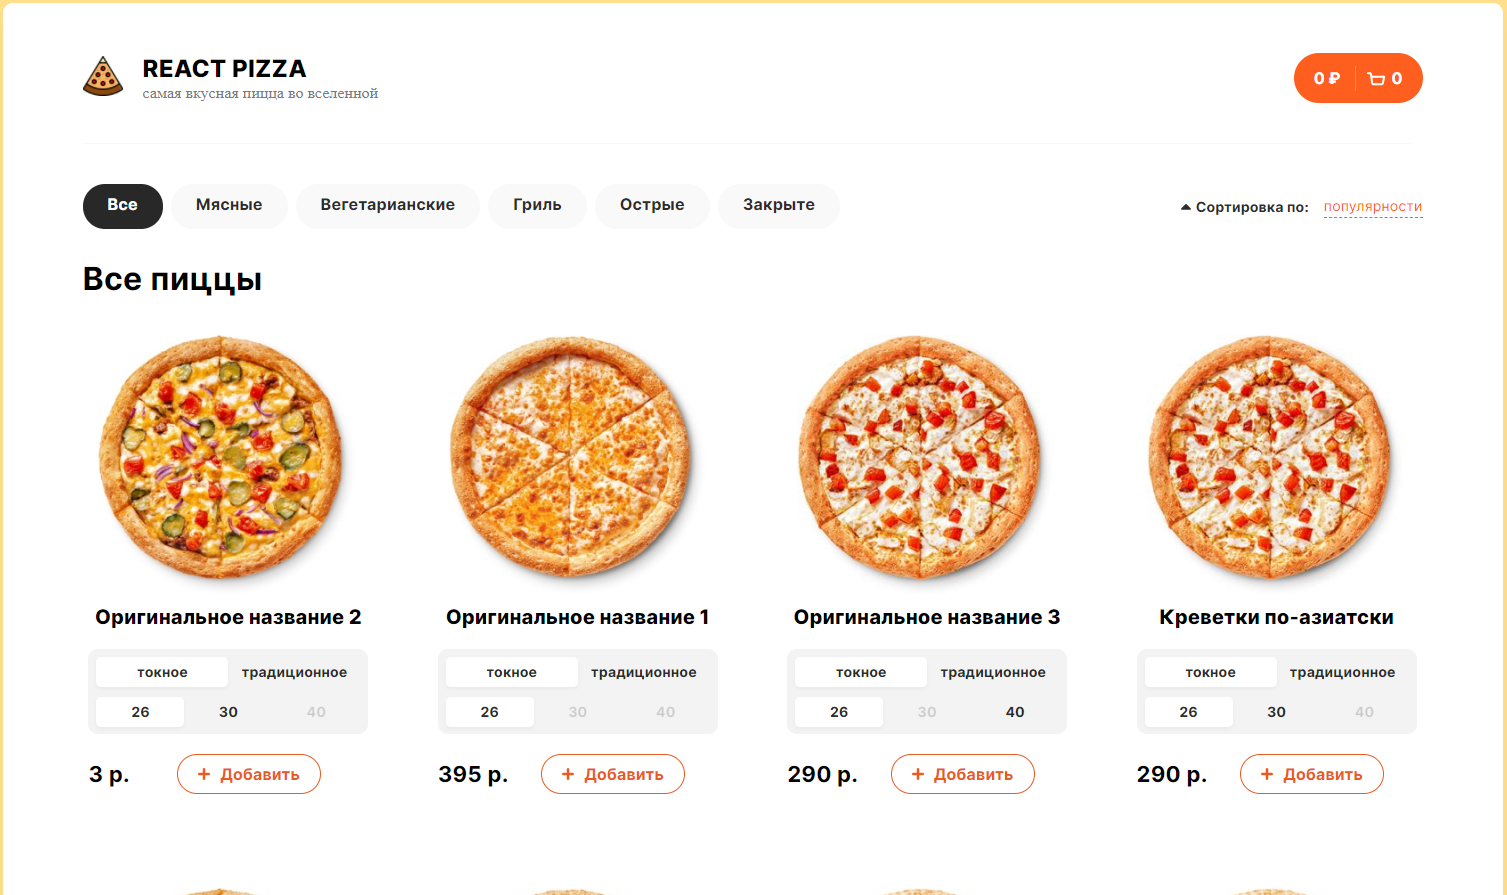 REACT PIZZA
самая вкусная пицца во вселенной
0 ₽ 0
Все Мясные Вегетарианские Гриль Острые Закрыте
Сортировка по: популярности
Все пиццы
Оригинальное название 2 Оригинальное название 1 Оригинальное название 3 Креветки по-азиатски
токное традиционное токное традиционное токное традиционное токное традиционное
26 30 40 26 30 40 26 30 40 26 30 40
3 р. + Добавить 395 р. + Добавить 290 р. + Добавить 290 р. + Добавить